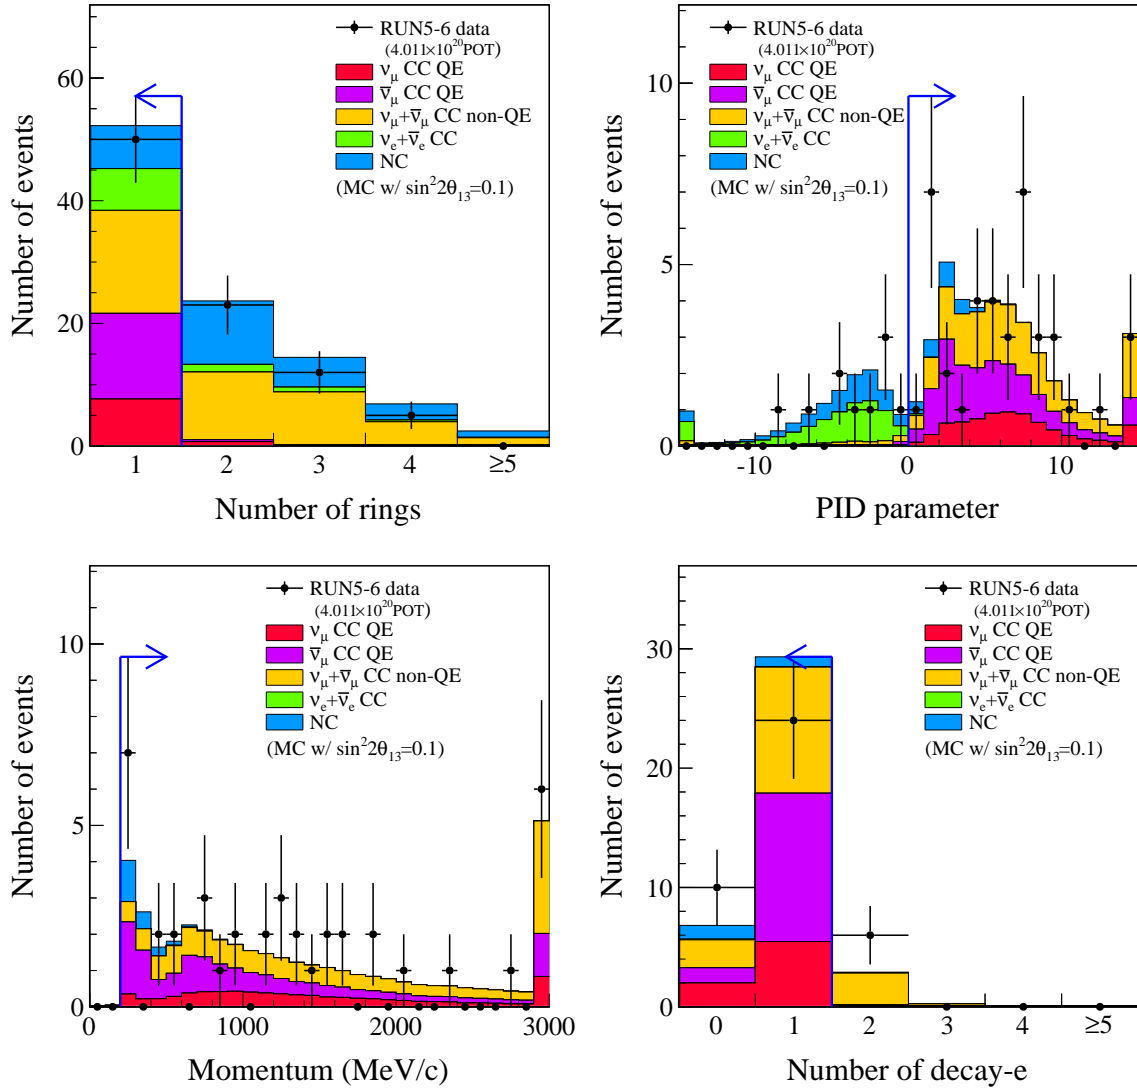 Number of events
60
40
20
0
RUN5-6 data
(4.011×10²⁰POT)
ν_μ CC QE
ν̅_μ CC QE
ν_μ+ν̅_μ CC non-QE
ν_e+ν̅_e CC
NC
(MC w/ sin²2θ₁₃=0.1)
1 2 3 4 ≥5
Number of rings
Number of events
10
5
0
RUN5-6 data
(4.011×10²⁰POT)
ν_μ CC QE
ν̅_μ CC QE
ν_μ+ν̅_μ CC non-QE
ν_e+ν̅_e CC
NC
(MC w/ sin²2θ₁₃=0.1)
-10 0 10
PID parameter
Number of events
10
5
0
RUN5-6 data
(4.011×10²⁰POT)
ν_μ CC QE
ν̅_μ CC QE
ν_μ+ν̅_μ CC non-QE
ν_e+ν̅_e CC
NC
(MC w/ sin²2θ₁₃=0.1)
0 1000 2000 3000
Momentum (MeV/c)
Number of events
30
20
10
0
RUN5-6 data
(4.011×10²⁰POT)
ν_μ CC QE
ν̅_μ CC QE
ν_μ+ν̅_μ CC non-QE
ν_e+ν̅_e CC
NC
(MC w/ sin²2θ₁₃=0.1)
0 1 2 3 4 ≥5
Number of decay-e